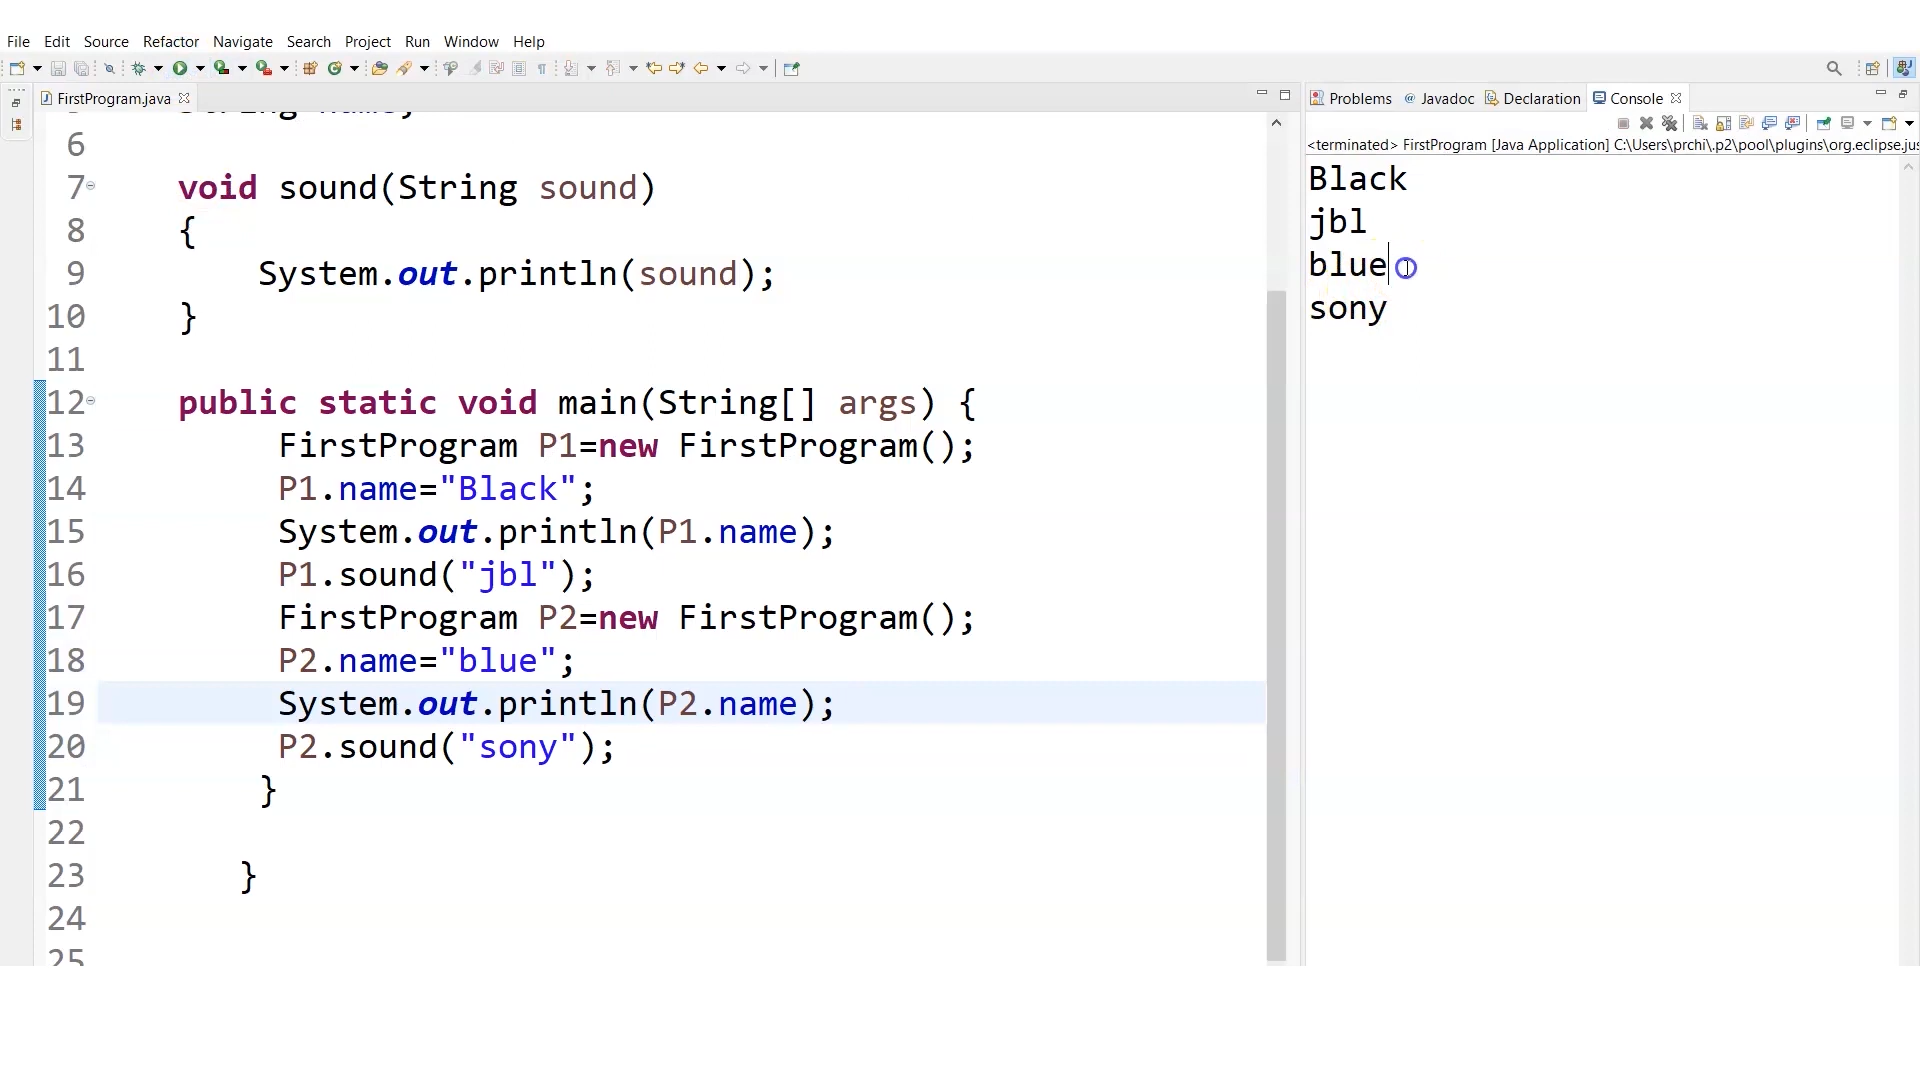 File Edit Source Refactor Navigate Search Project Run Window Help
FirstProgram.java
Problems @ Javadoc Declaration Console
<terminated> FirstProgram [Java Application] C:\Users\prchi\.p2\pool\plugins\org.eclipse.jus
6
7 void sound(String sound)
8 {
9 System.out.println(sound);
10 }
11
12 public static void main(String[] args) {
13 FirstProgram P1=new FirstProgram();
14 P1.name="Black";
15 System.out.println(P1.name);
16 P1.sound("jbl");
17 FirstProgram P2=new FirstProgram();
18 P2.name="blue";
19 System.out.println(P2.name);
20 P2.sound("sony");
21 }
22
23 }
24
25
Black
jbl
blue
sony